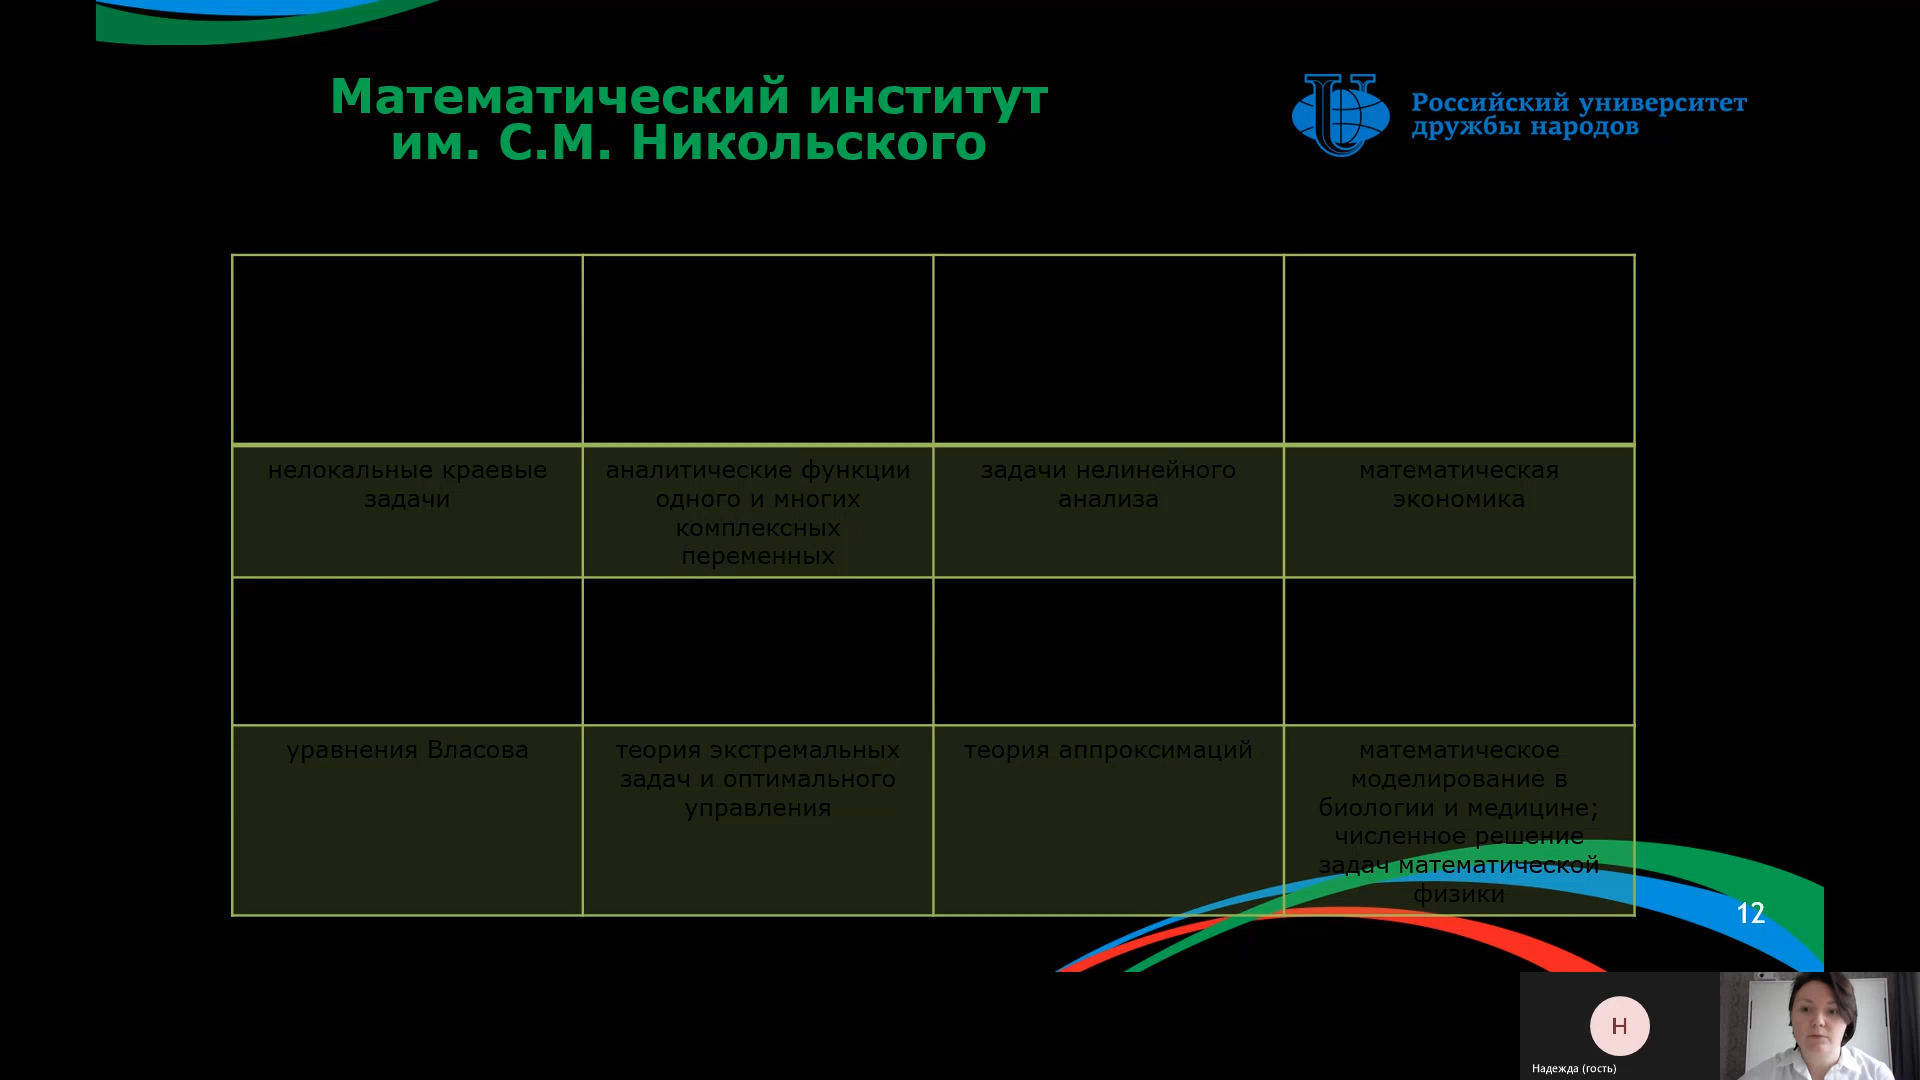 Математический институт
им. С.М. Никольского
Российский университет
дружбы народов
нелокальные краевые
задачи
аналитические функции
одного и многих
комплексных
переменных
задачи нелинейного
анализа
математическая
экономика
уравнения Власова
теория экстремальных
задач и оптимального
управления
теория аппроксимаций
математическое
моделирование в
биологии и медицине;
численное решение
задач математической
физики
12
Н
Надежда (гость)